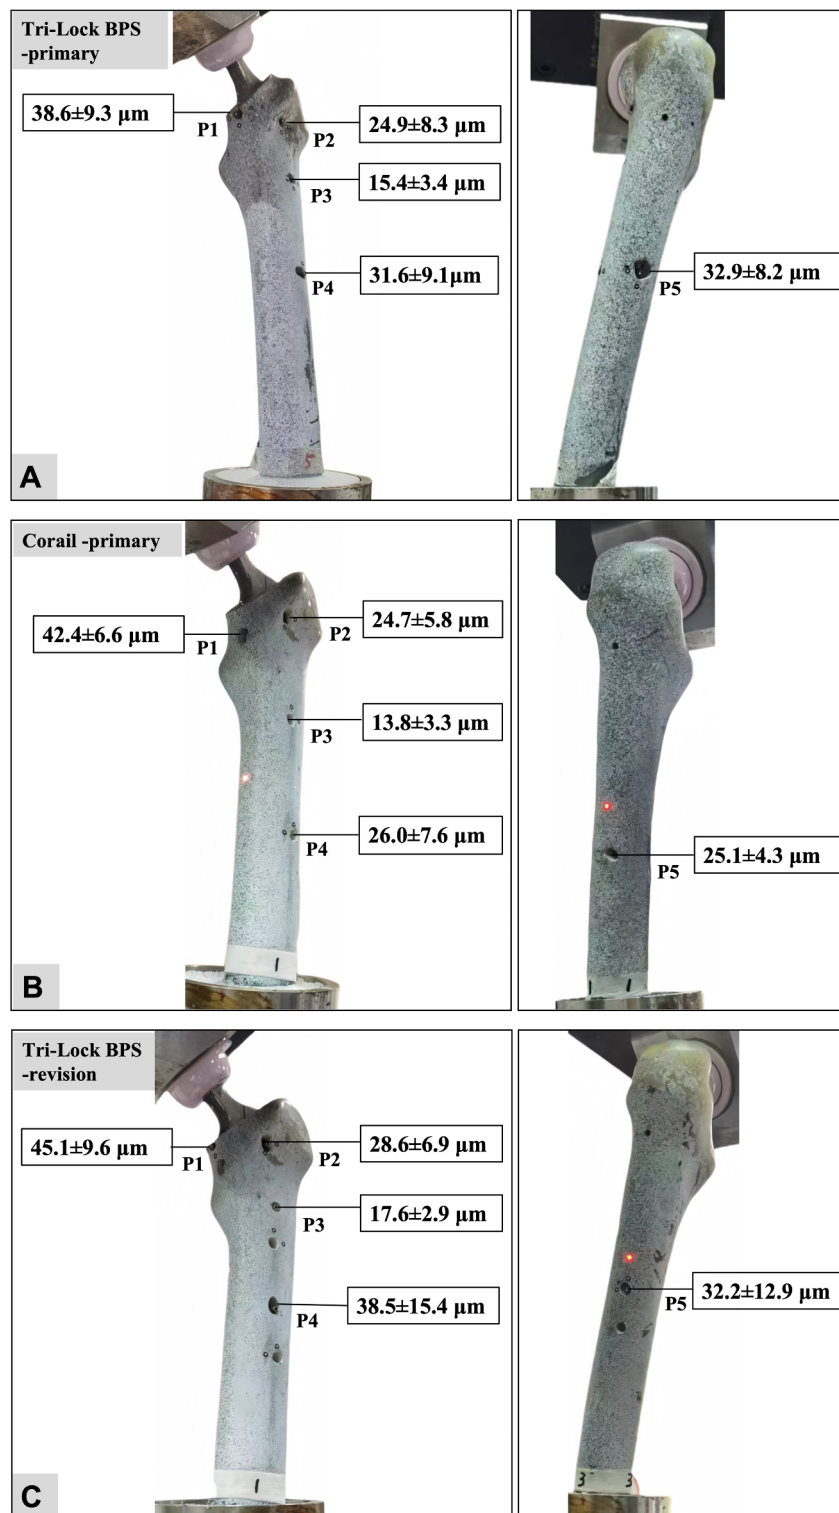 Tri-Lock BPS
-primary
38.6±9.3 µm
P1
24.9±8.3 µm
P2
15.4±3.4 µm
P3
31.6±9.1µm
P4
32.9±8.2 µm
P5
5
A
Corail -primary
42.4±6.6 µm
P1
24.7±5.8 µm
P2
13.8±3.3 µm
P3
26.0±7.6 µm
P4
25.1±4.3 µm
P5
1
1 1
B
Tri-Lock BPS
-revision
45.1±9.6 µm
P1
28.6±6.9 µm
P2
17.6±2.9 µm
P3
38.5±15.4 µm
P4
32.2±12.9 µm
P5
1
3 3
C